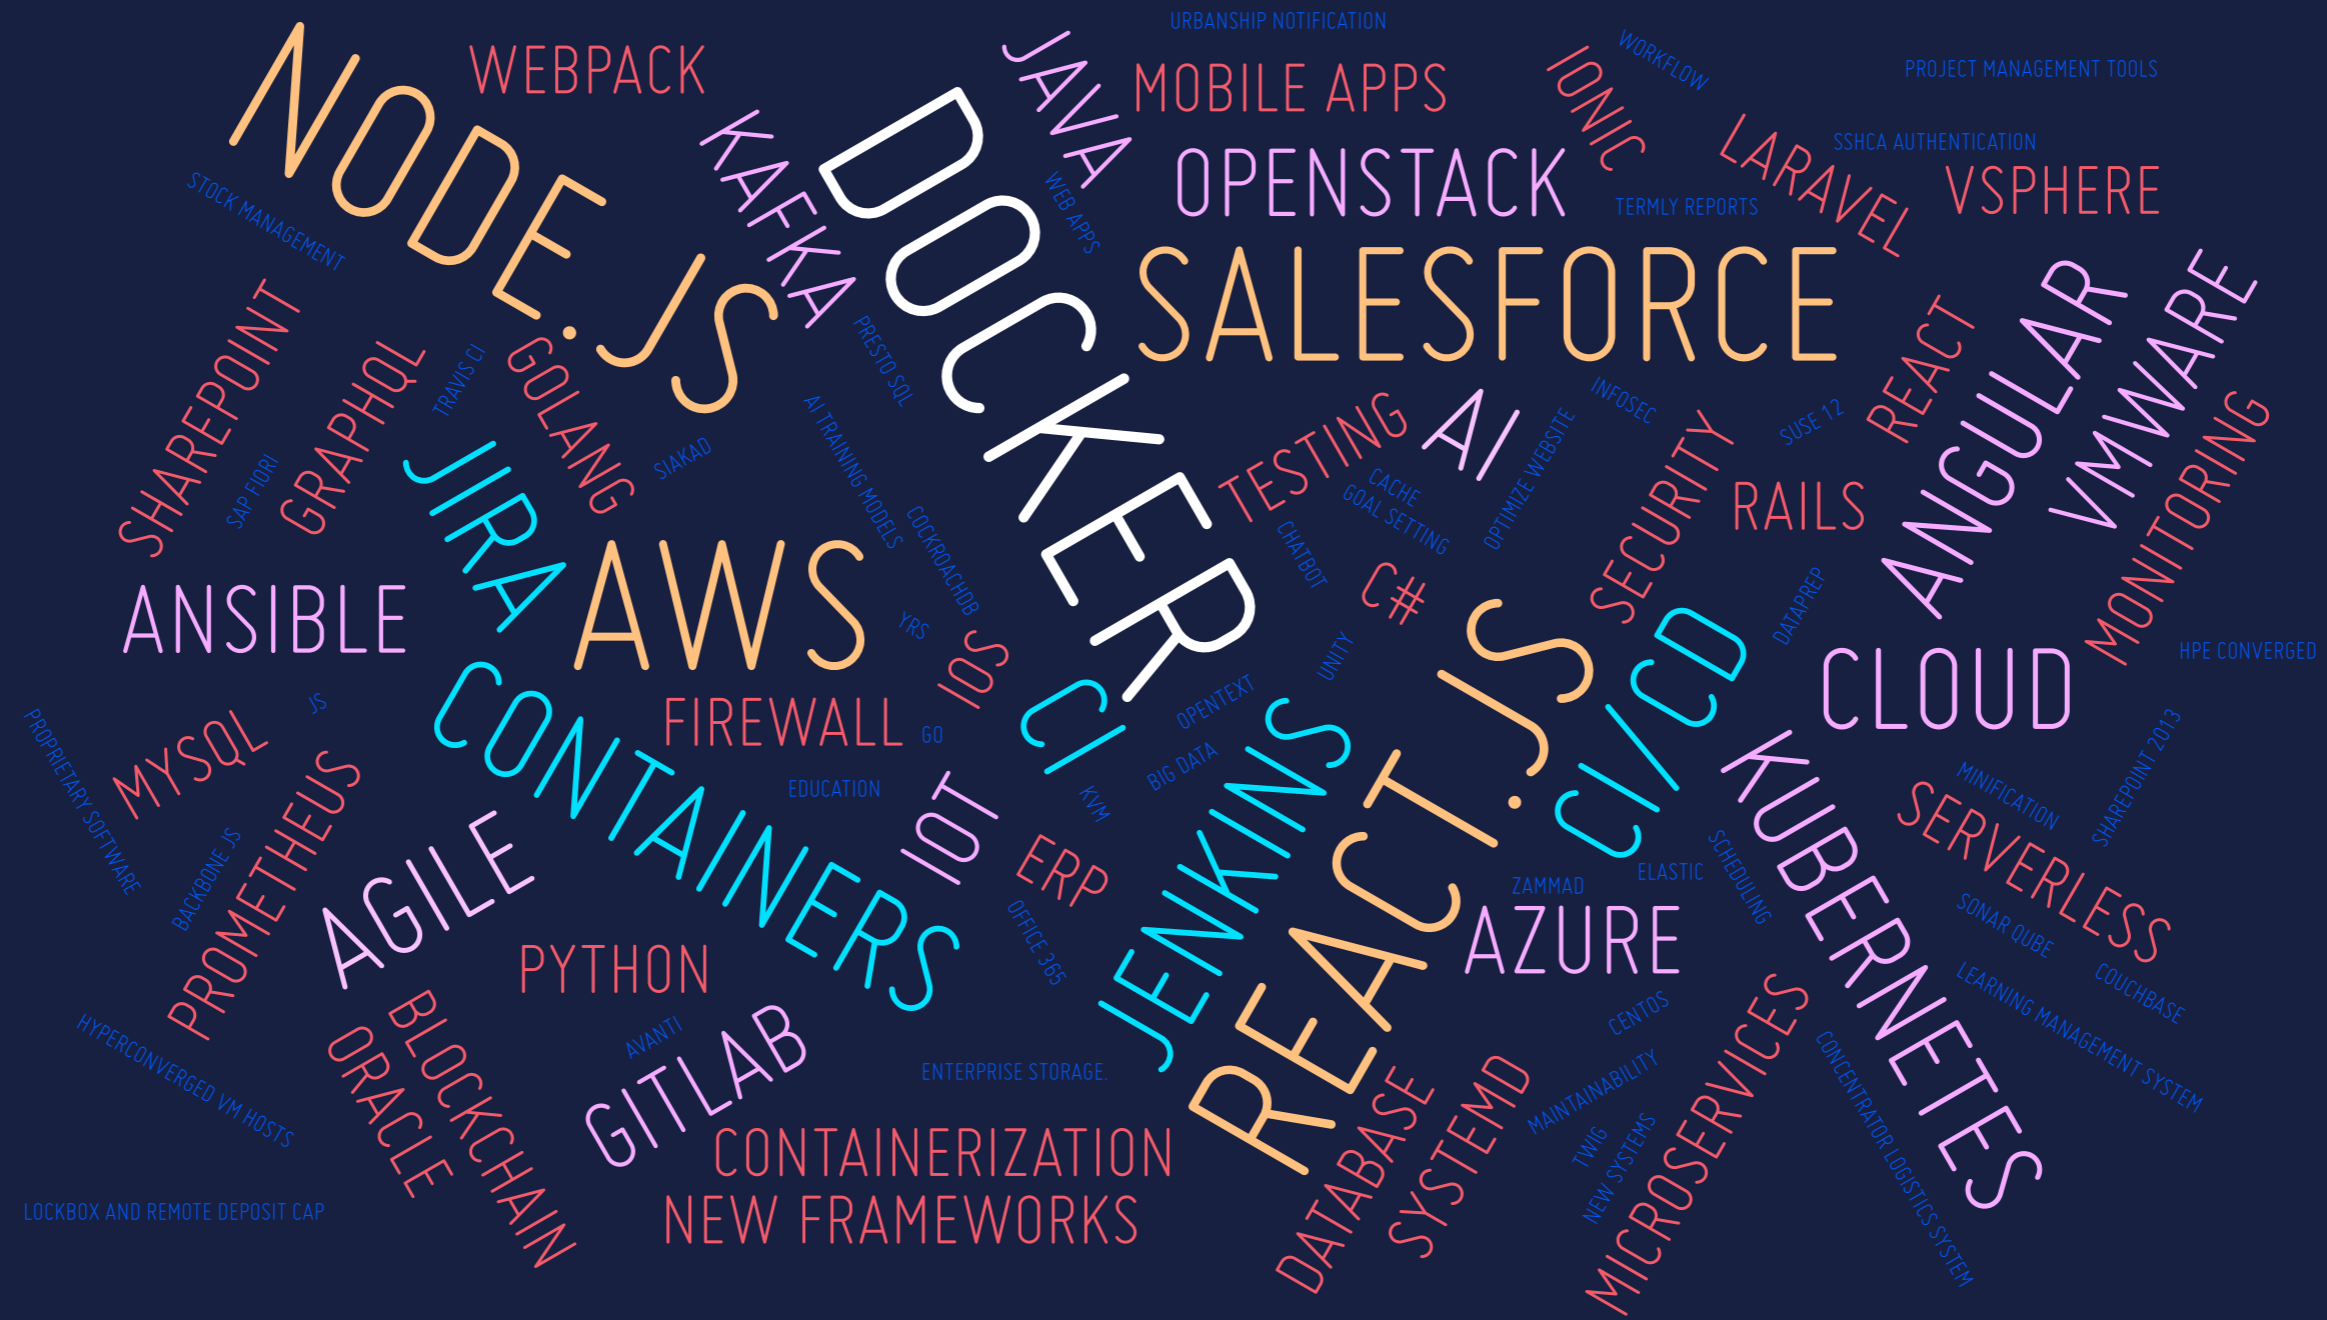 URBANSHIP NOTIFICATION
NODE.JS
WEBPACK
JAVA
MOBILE APPS
IONIC
WORKFLOW
PROJECT MANAGEMENT TOOLS
KAFKA
DOCKER
OPENSTACK
LARAVEL
SSHCA AUTHENTICATION
VSPHERE
STOCK MANAGEMENT
WEB APPS
TERMLY REPORTS
SALESFORCE
SHAREPOINT
GRAPHQL
TRAVIS CI
GOLANG
PRESTO SQL
REACT
ANGULAR
VMWARE
SAP FIORI
JIRA
SIAKAD
AI TRAINING MODELS
TESTING
AI
INFOSEC
SUSE 12
MONITORING
COCKROACHDB
CACHE
GOAL SETTING
OPTIMIZE WEBSITE
SECURITY
RAILS
ANSIBLE
AWS
CHATBOT
C#
DATAPREP
YRS
IOS
UNITY
REACT.JS
CI/CD
CLOUD
HPE CONVERGED
JS
CONTAINERS
FIREWALL
GO
CI
OPENTEXT
JENKINS
PROPRIETARY SOFTWARE
MYSQL
PROMETHEUS
EDUCATION
IOT
BIG DATA
KVM
KUBERNETES
MINIFICATION
SHAREPOINT 2013
BACKBONE JS
AGILE
ERP
ZAMMAD
ELASTIC
SCHEDULING
SERVERLESS
PYTHON
OFFICE 365
AZURE
SONAR QUBE
COUCHBASE
LEARNING MANAGEMENT SYSTEM
HYPERCONVERGED VM HOSTS
ORACLE
BLOCKCHAIN
AVANTI
GITLAB
ENTERPRISE STORAGE.
CENTOS
MICROSERVICES
CONCENTRATOR LOGISTICS SYSTEM
CONTAINERIZATION
DATABASE
SYSTEMD
MAINTAINABILITY
TWIG
NEW SYSTEMS
LOCKBOX AND REMOTE DEPOSIT CAP
NEW FRAMEWORKS